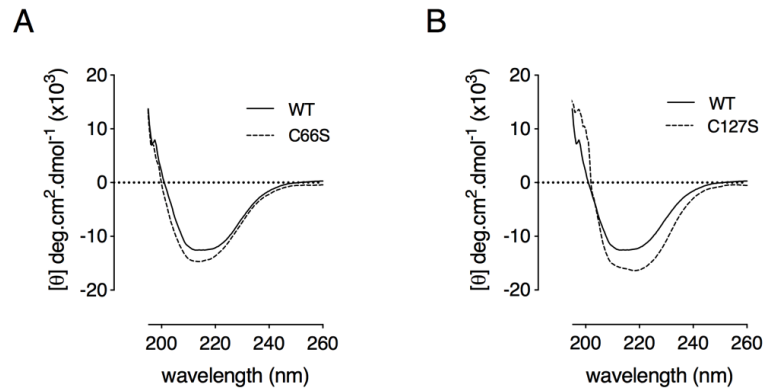 A
[θ] deg.cm².dmol⁻¹ (x10³)
20
10
0
-10
-20
WT
C66S
200 220 240 260
wavelength (nm)
B
[θ] deg.cm².dmol⁻¹ (x10³)
20
10
0
-10
-20
WT
C127S
200 220 240 260
wavelength (nm)